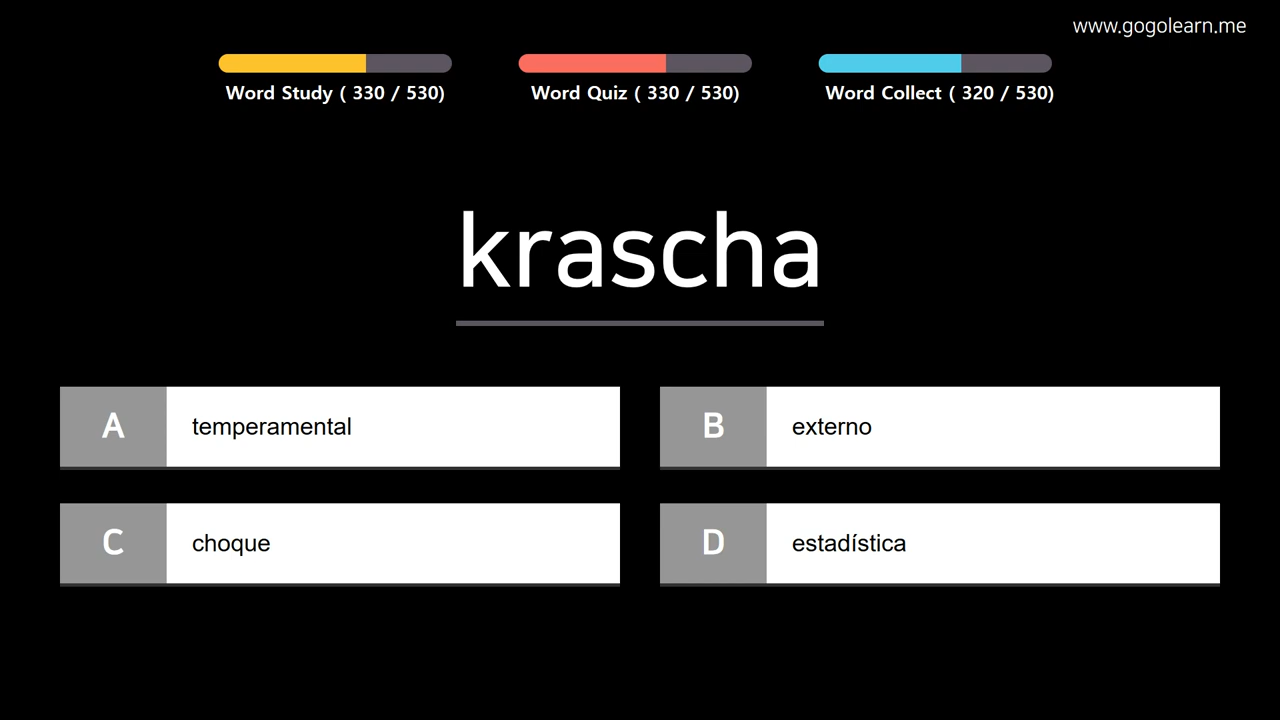 www.gogolearn.me
Word Study ( 330 / 530)
Word Quiz ( 330 / 530)
Word Collect ( 320 / 530)
krascha
A temperamental
B externo
C choque
D estadística